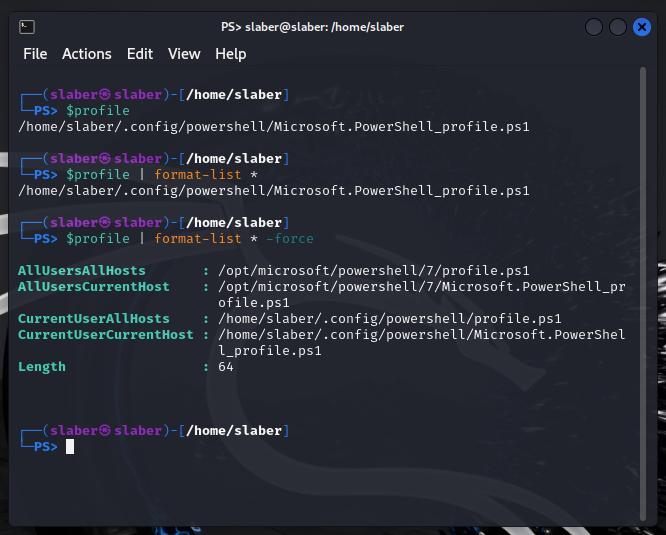 PS> slaber@slaber: /home/slaber
File Actions Edit View Help
┌──(slaber㉿slaber)-[/home/slaber]
└─PS> $profile
/home/slaber/.config/powershell/Microsoft.PowerShell_profile.ps1
┌──(slaber㉿slaber)-[/home/slaber]
└─PS> $profile | format-list *
/home/slaber/.config/powershell/Microsoft.PowerShell_profile.ps1
┌──(slaber㉿slaber)-[/home/slaber]
└─PS> $profile | format-list * -force
AllUsersAllHosts       : /opt/microsoft/powershell/7/profile.ps1
AllUsersCurrentHost    : /opt/microsoft/powershell/7/Microsoft.PowerShell_pr
                         ofile.ps1
CurrentUserAllHosts    : /home/slaber/.config/powershell/profile.ps1
CurrentUserCurrentHost : /home/slaber/.config/powershell/Microsoft.PowerShel
                         l_profile.ps1
Length                 : 64
┌──(slaber㉿slaber)-[/home/slaber]
└─PS>